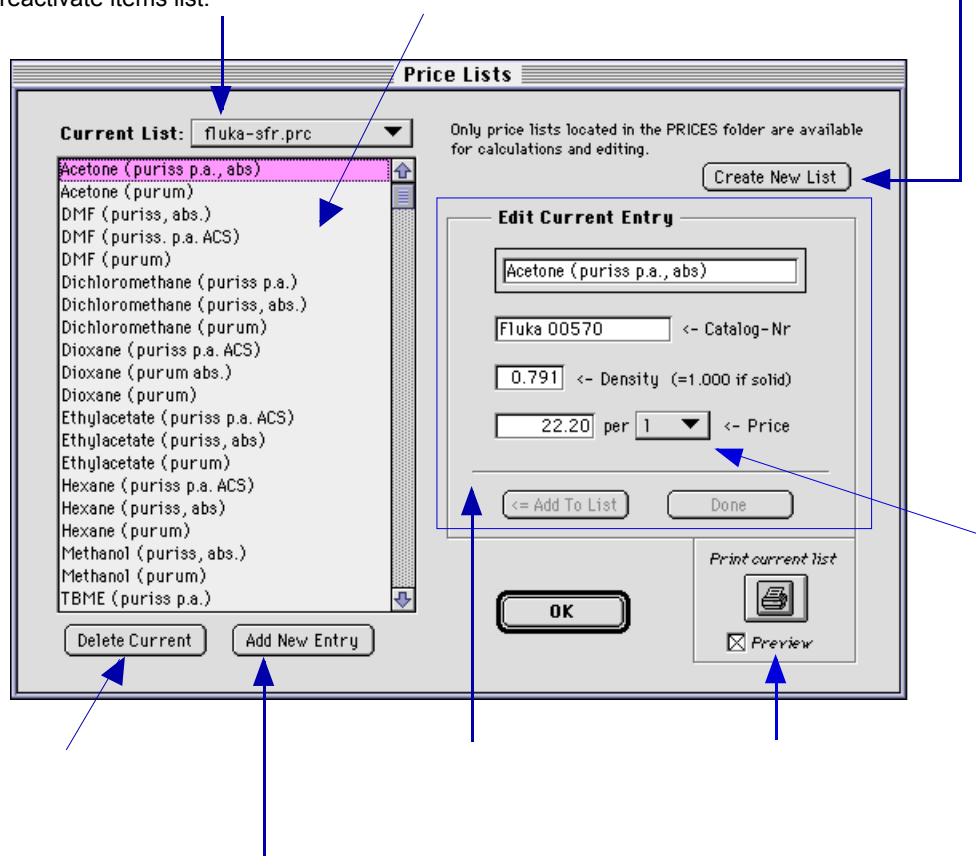 reactivate items list.
Price Lists
Current List: fluka-sfr.prc
Acetone (puriss p.a., abs)
Acetone (purum)
DMF (puriss, abs.)
DMF (puriss. p.a. ACS)
DMF (purum)
Dichloromethane (puriss p.a.)
Dichloromethane (puriss, abs.)
Dichloromethane (purum)
Dioxane (puriss p.a. ACS)
Dioxane (purum abs.)
Dioxane (purum)
Ethylacetate (puriss p.a. ACS)
Ethylacetate (puriss, abs)
Ethylacetate (purum)
Hexane (puriss p.a. ACS)
Hexane (puriss, abs)
Hexane (purum)
Methanol (puriss, abs.)
Methanol (purum)
TBME (puriss p.a.)
Delete Current
Add New Entry
Only price lists located in the PRICES folder are available
for calculations and editing.
Create New List
Edit Current Entry
Acetone (puriss p.a., abs)
Fluka 00570 <- Catalog-Nr
0.791 <- Density (=1.000 if solid)
22.20 per 1 <- Price
<= Add To List
Done
OK
Print current list
Preview